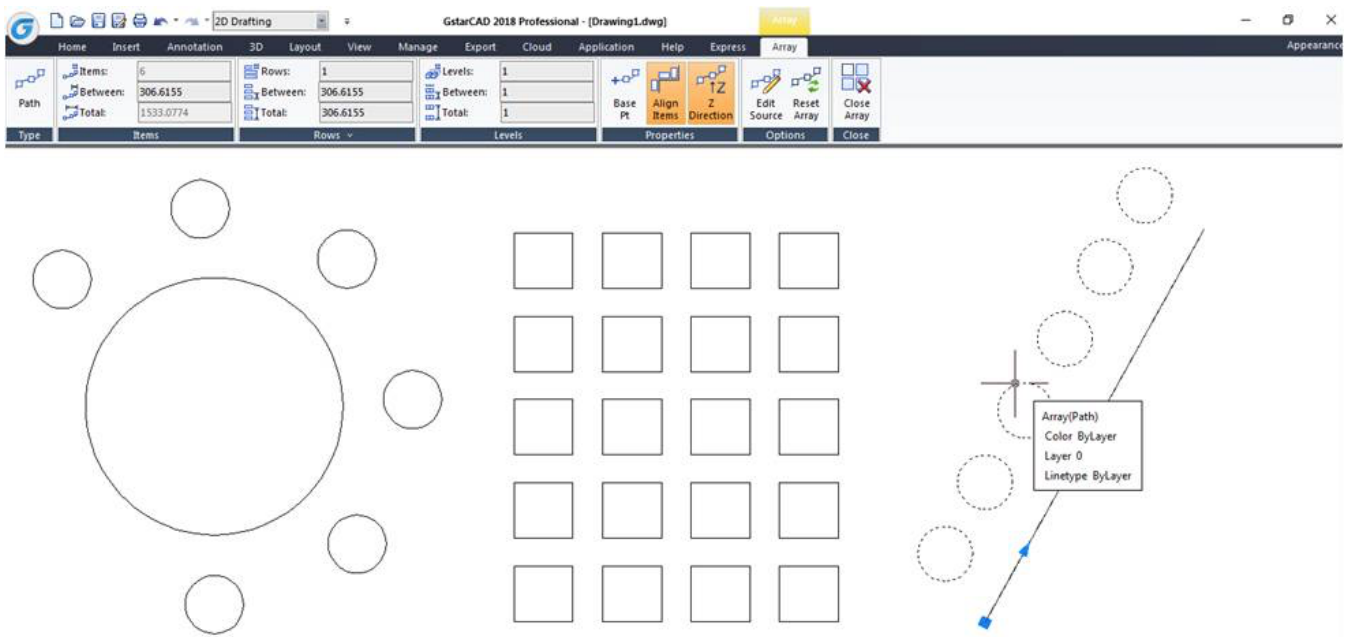 2D Drafting GstarCAD 2018 Professional - [Drawing1.dwg] Array
Home Insert Annotation 3D Layout View Manage Export Cloud Application Help Express Array Appearance
Items: 6 Rows: 1 Levels: 1
Between: 306.6155 Between: 306.6155 Between: 1
Total: 1533.0774 Total: 306.6155 Total: 1
Path Base Pt Align Items Z Direction Edit Source Reset Array Close Array
Type Items Rows Levels Properties Options Close
Array(Path)
Color ByLayer
Layer 0
Linetype ByLayer